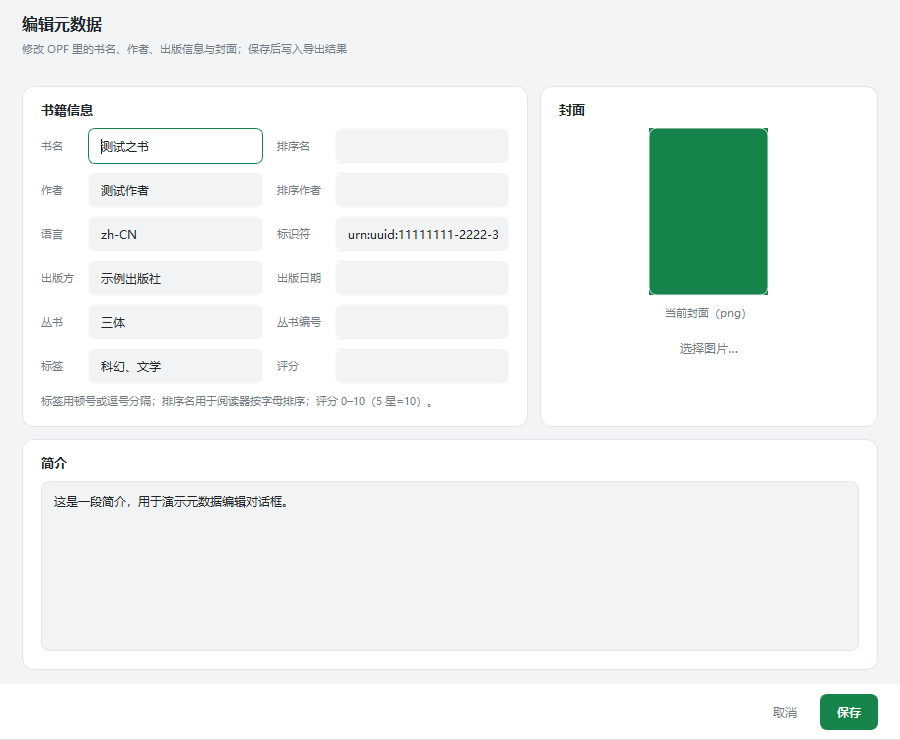 编辑元数据
修改 OPF 里的书名、作者、出版信息与封面；保存后写入导出结果
书籍信息
书名 测试之书 排序名
作者 测试作者 排序作者
语言 zh-CN 标识符 urn:uuid:11111111-2222-3
出版方 示例出版社 出版日期
丛书 三体 丛书编号
标签 科幻、文学 评分
标签用顿号或逗号分隔；排序名用于阅读器按字母排序；评分 0–10（5 星=10）。
封面
当前封面（png）
选择图片...
简介
这是一段简介，用于演示元数据编辑对话框。
取消 保存